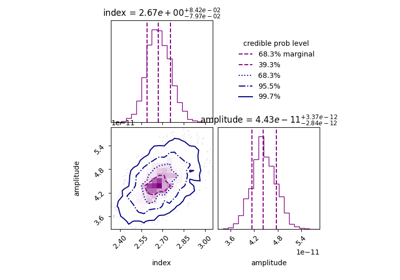 index = 2.67e+00+8.42e−02−7.97e−02
credible prob level
68.3% marginal
39.3%
68.3%
95.5%
99.7%
1e−11
amplitude = 4.43e−11+3.37e−12−2.84e−12
amplitude
5.4
4.8
4.2
3.6
2.40 2.55 2.70 2.85 3.00
index
3.6 4.2 4.8 5.4
1e−11
amplitude